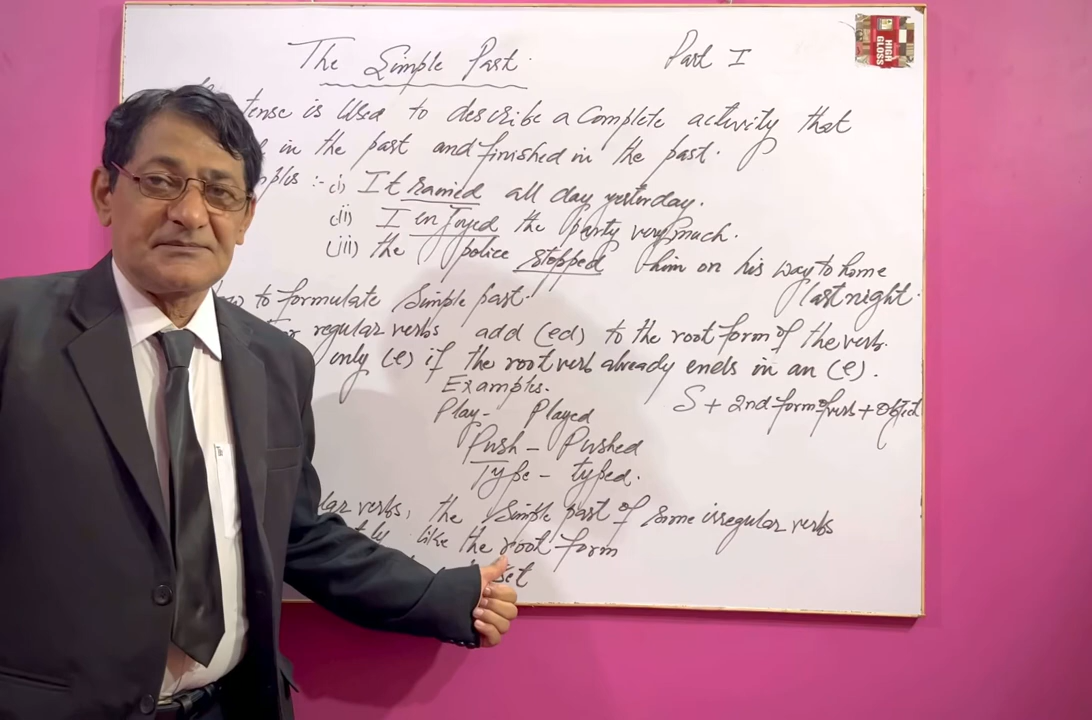 The Simple Past. Part I
HIGH GLOSS
tense is used to describe a complete activity that
in the past and finished in the past.
:- (i) It rained all day yesterday.
(ii) I enjoyed the party very much.
(iii) the police stopped him on his way to home
last night.
to formulate simple past.
regular verbs add (ed) to the root form of the verb.
only (e) if the root verb already ends in an (e).
Examples.
S + 2nd form of verb + object
Play - Played
Push - Pushed
Type - typed.
verbs, the simple past of some irregular verbs
like the root form